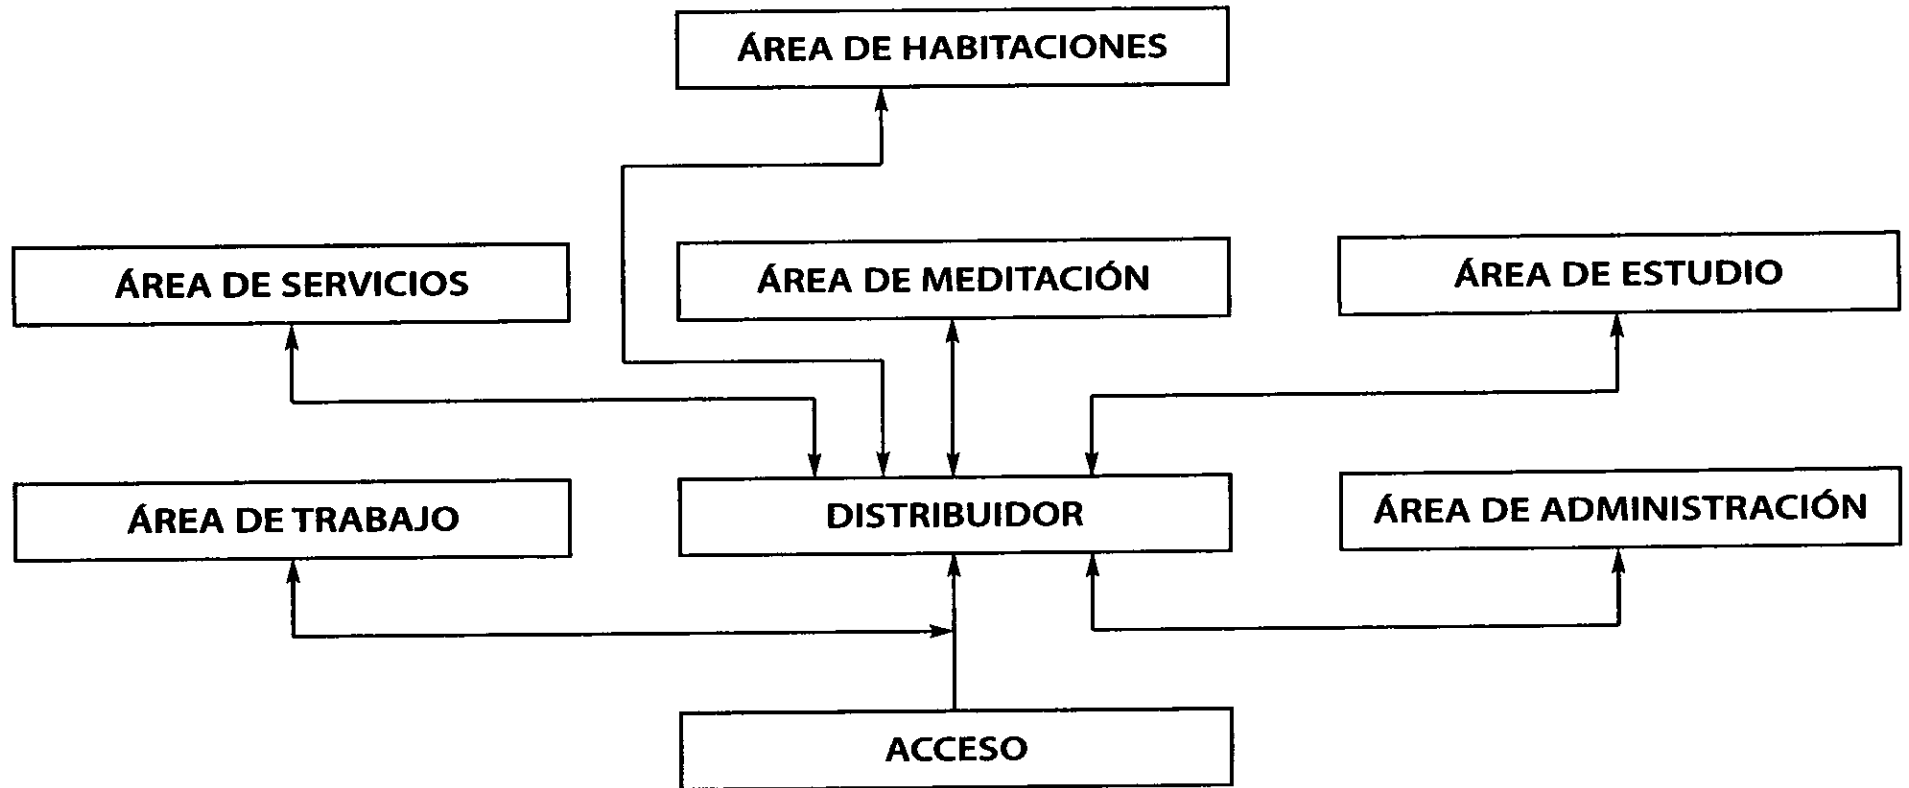 ÁREA DE HABITACIONES
ÁREA DE SERVICIOS
ÁREA DE MEDITACIÓN
ÁREA DE ESTUDIO
ÁREA DE TRABAJO
DISTRIBUIDOR
ÁREA DE ADMINISTRACIÓN
ACCESO